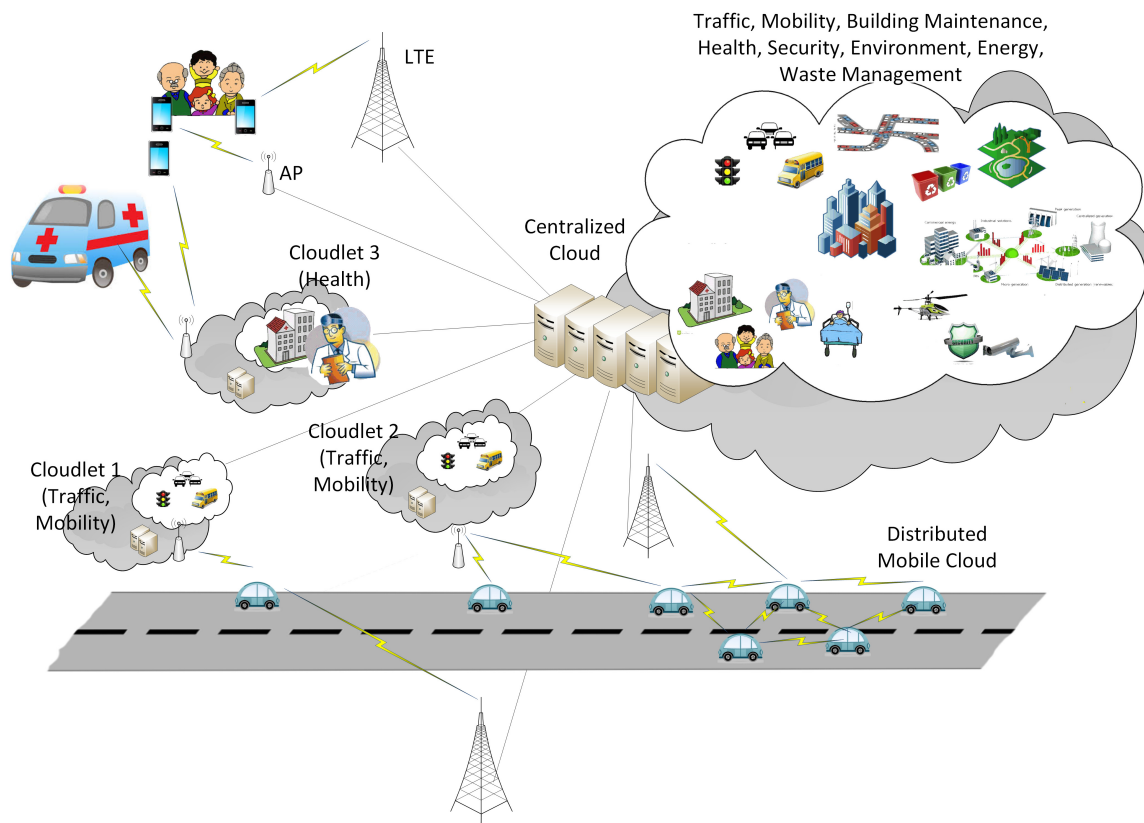 Traffic, Mobility, Building Maintenance,
Health, Security, Environment, Energy,
Waste Management
LTE
AP
Centralized
Cloud
Cloudlet 3
(Health)
Cloudlet 2
(Traffic,
Mobility)
Cloudlet 1
(Traffic,
Mobility)
Distributed
Mobile Cloud